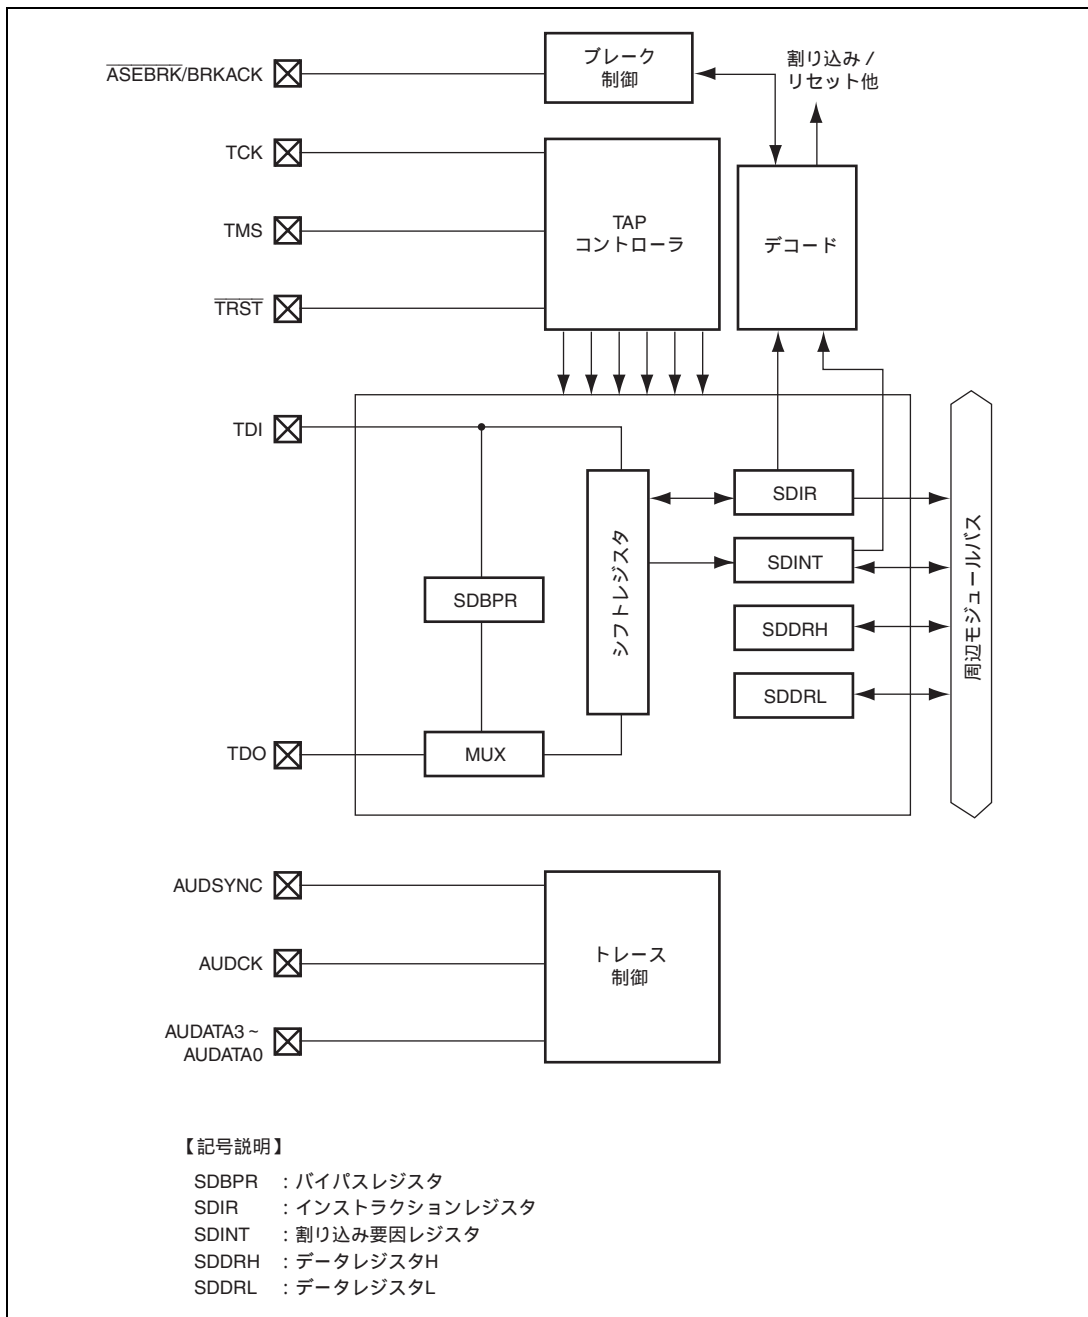 ASEBRK/BRKACK
ブレーク
制御
割り込み /
リセット他
TCK
TMS
TRST
TAP
コントローラ
デコード
TDI
SDIR
シフトレジスタ
SDINT
SDBPR
SDDRH
SDDRL
周辺モジュールバス
TDO
MUX
AUDSYNC
AUDCK
AUDATA3 ~
AUDATA0
トレース
制御
【記号説明】
SDBPR : バイパスレジスタ
SDIR : インストラクションレジスタ
SDINT : 割り込み要因レジスタ
SDDRH : データレジスタH
SDDRL : データレジスタL